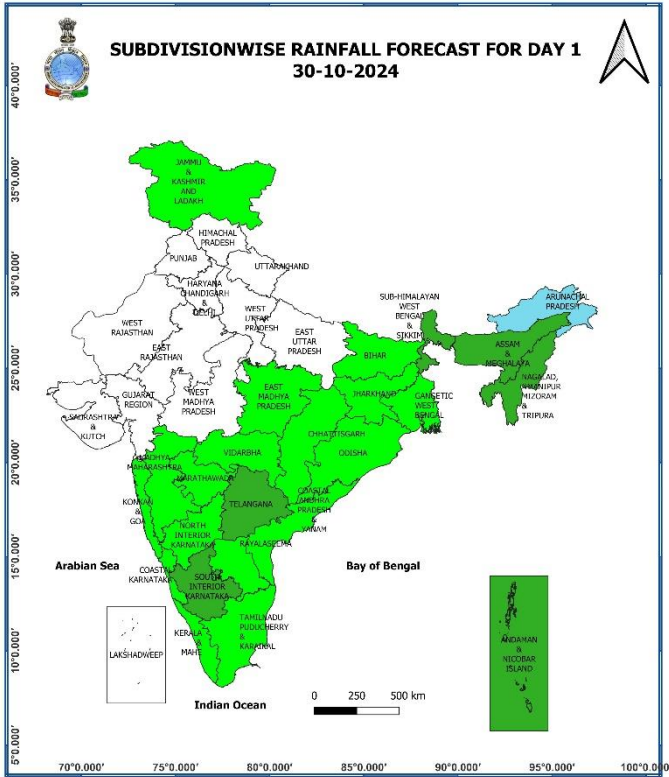 SUBDIVISIONWISE RAINFALL FORECAST FOR DAY 1
30-10-2024
40°0.000'
35°0.000'
30°0.000'
25°0.000'
20°0.000'
15°0.000'
10°0.000'
5°0.000'
JAMMU
&
KASHMIR
AND
LADAKH
HIMACHAL
PRADESH
PUNJAB
UTTARAKHAND
HARYANA
CHANDIGARH
&
DELHI
WEST
UTTAR
PRADESH
EAST
UTTAR
PRADESH
WEST
RAJASTHAN
EAST
RAJASTHAN
SUB-HIMALAYAN
WEST
BENGAL
&
SIKKIM
ARUNACHAL
PRADESH
ASSAM
&
MEGHALAYA
NAGALAD,
MANIPUR
MIZORAM
&
TRIPURA
BIHAR
JHARKHAND
GANGETIC
WEST
BENGAL
GUJARAT
REGION
SAURASHTRA
&
KUTCH
WEST
MADHYA
PRADESH
EAST
MADHYA
PRADESH
CHHATTISGARH
ODISHA
VIDARBHA
MADHYA
MAHARASHTRA
MARATHAWADA
KONKAN
&
GOA
TELANGANA
COASTAL
ANDHRA
PRADESH
&
YANAM
NORTH
INTERIOR
KARNATAKA
RAYALASEEMA
COASTAL
KARNATAKA
SOUTH
INTERIOR
KARNATAKA
Arabian Sea
Bay of Bengal
KERALA
&
MAHE
TAMILNADU
PUDUCHERRY
&
KARAIKAL
LAKSHADWEEP
ANDAMAN
&
NICOBAR
ISLAND
Indian Ocean
0 250 500 km
70°0.000' 75°0.000' 80°0.000' 85°0.000' 90°0.000' 95°0.000' 100°0.000'